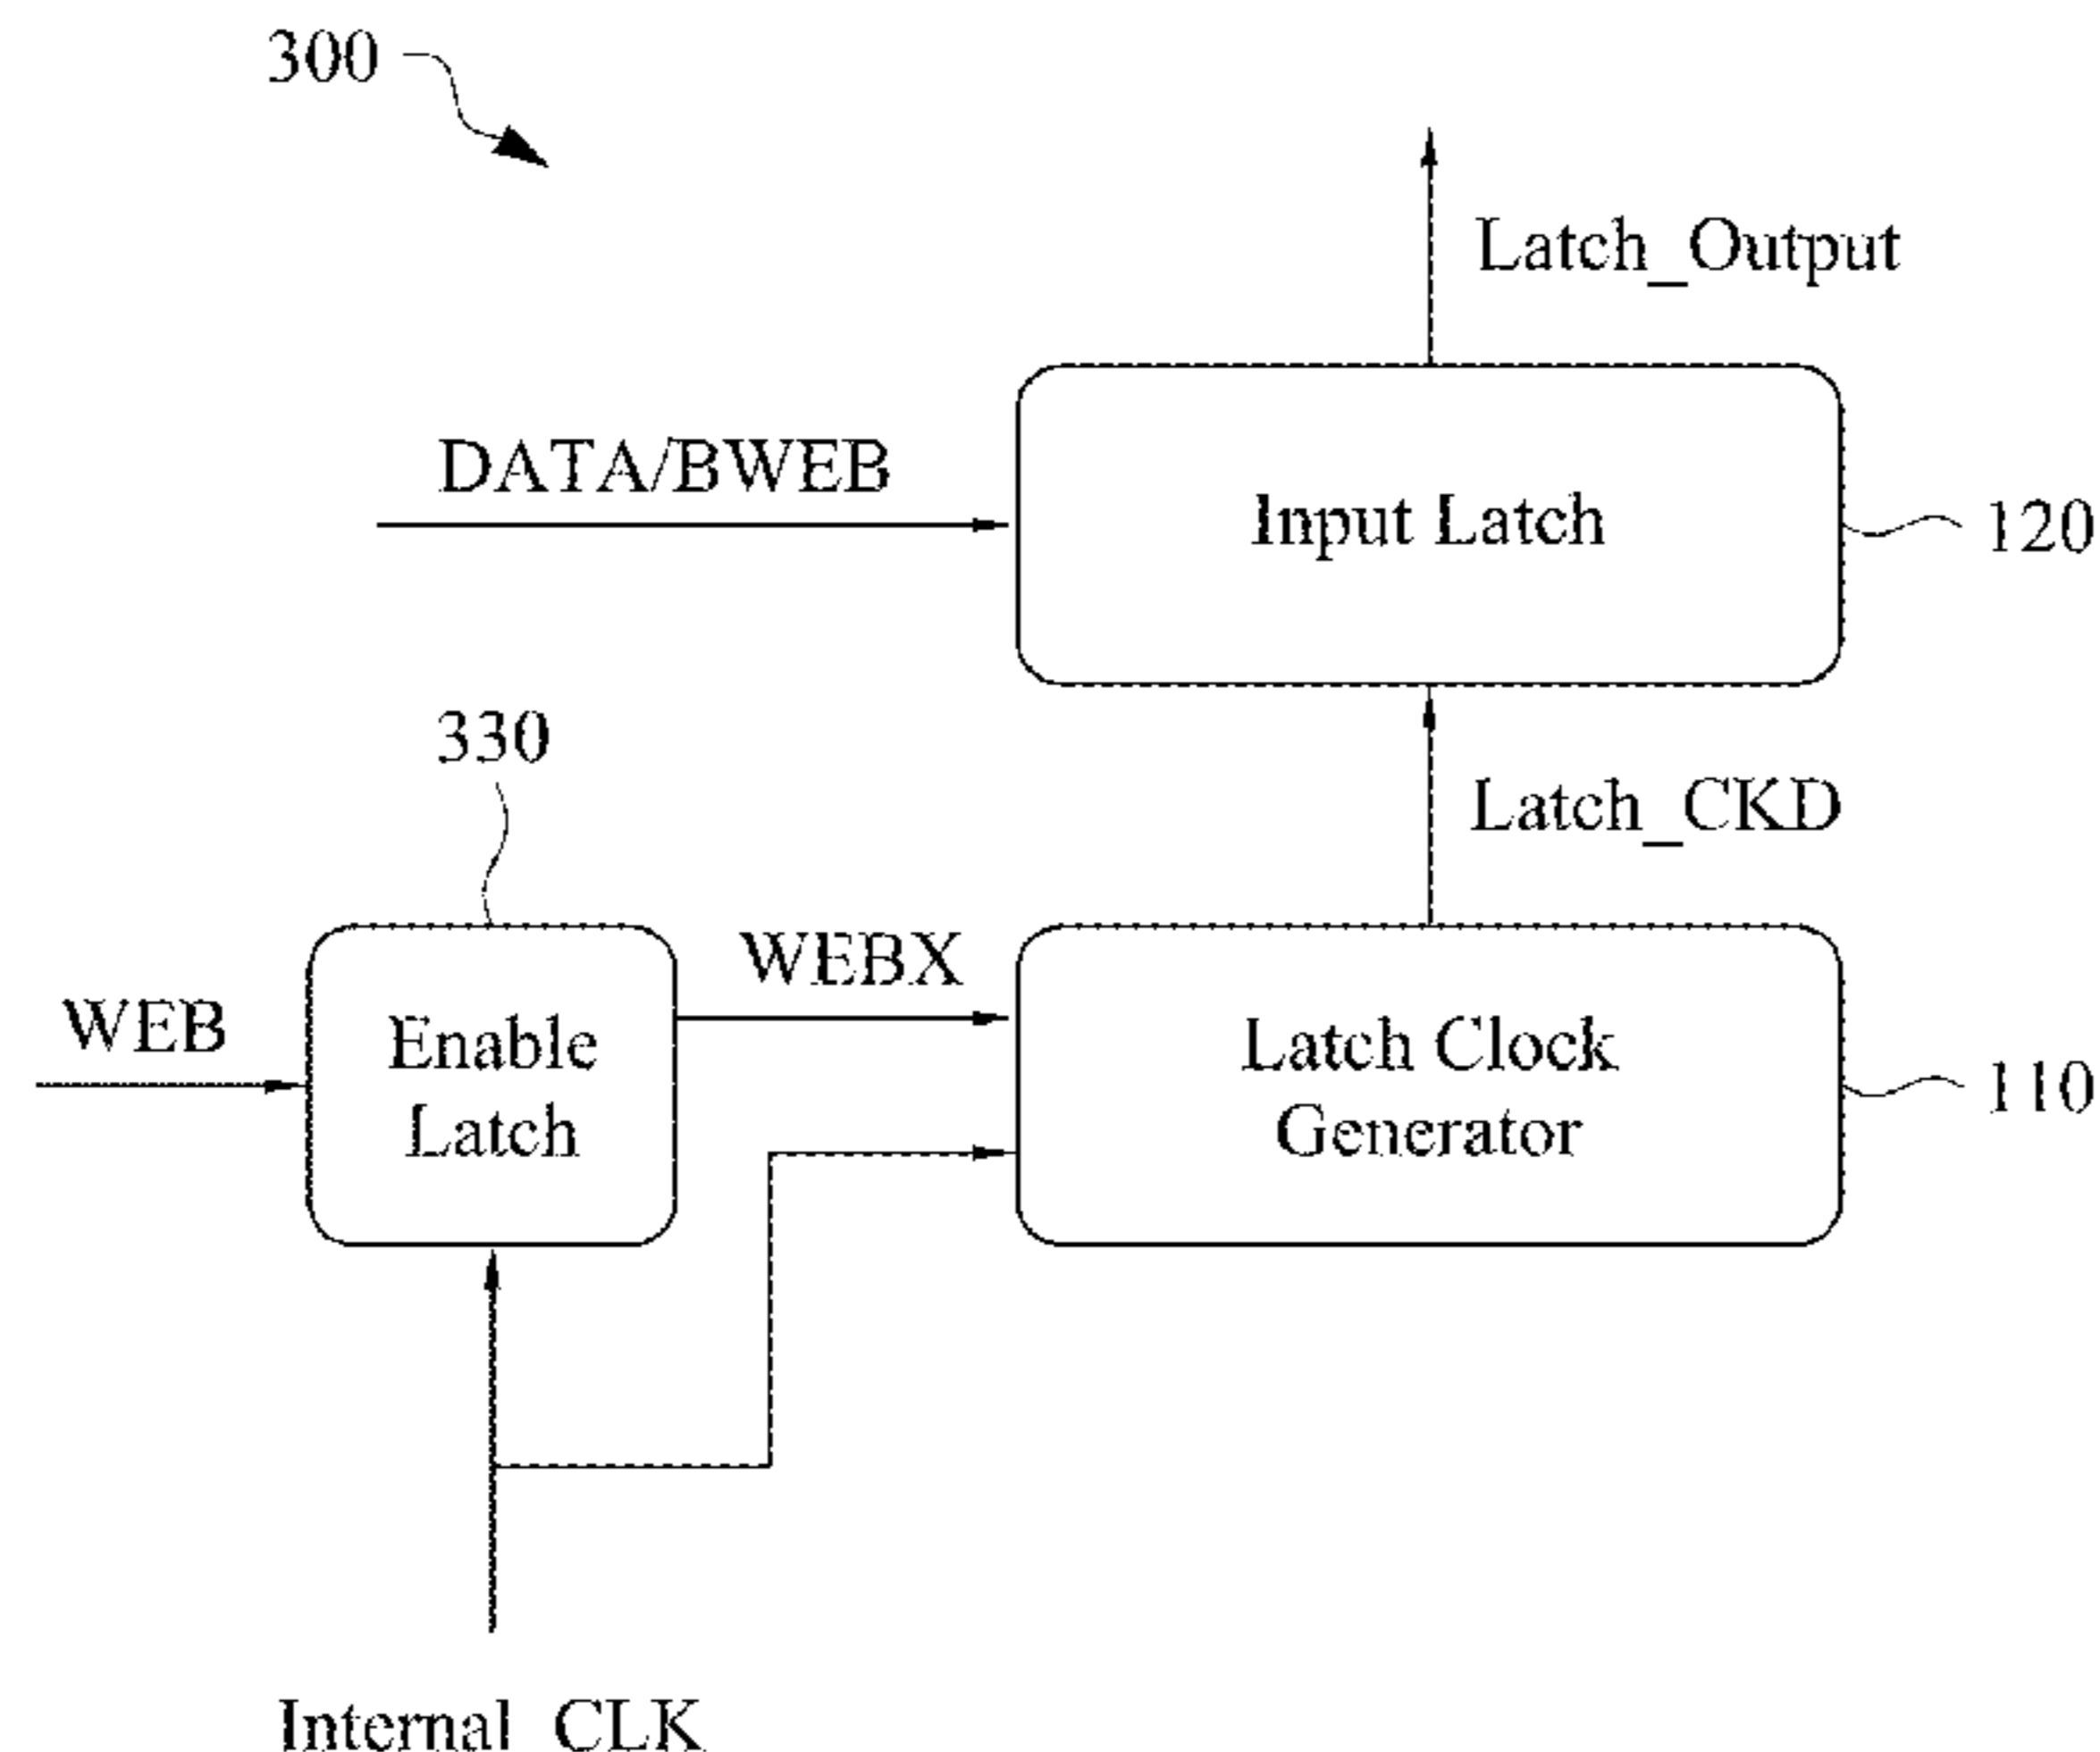 300
Latch_Output
DATA/BWEB
Input Latch
120
330
Latch_CKD
WEBX
WEB
Enable
Latch
Latch Clock
Generator
110
Internal CLK